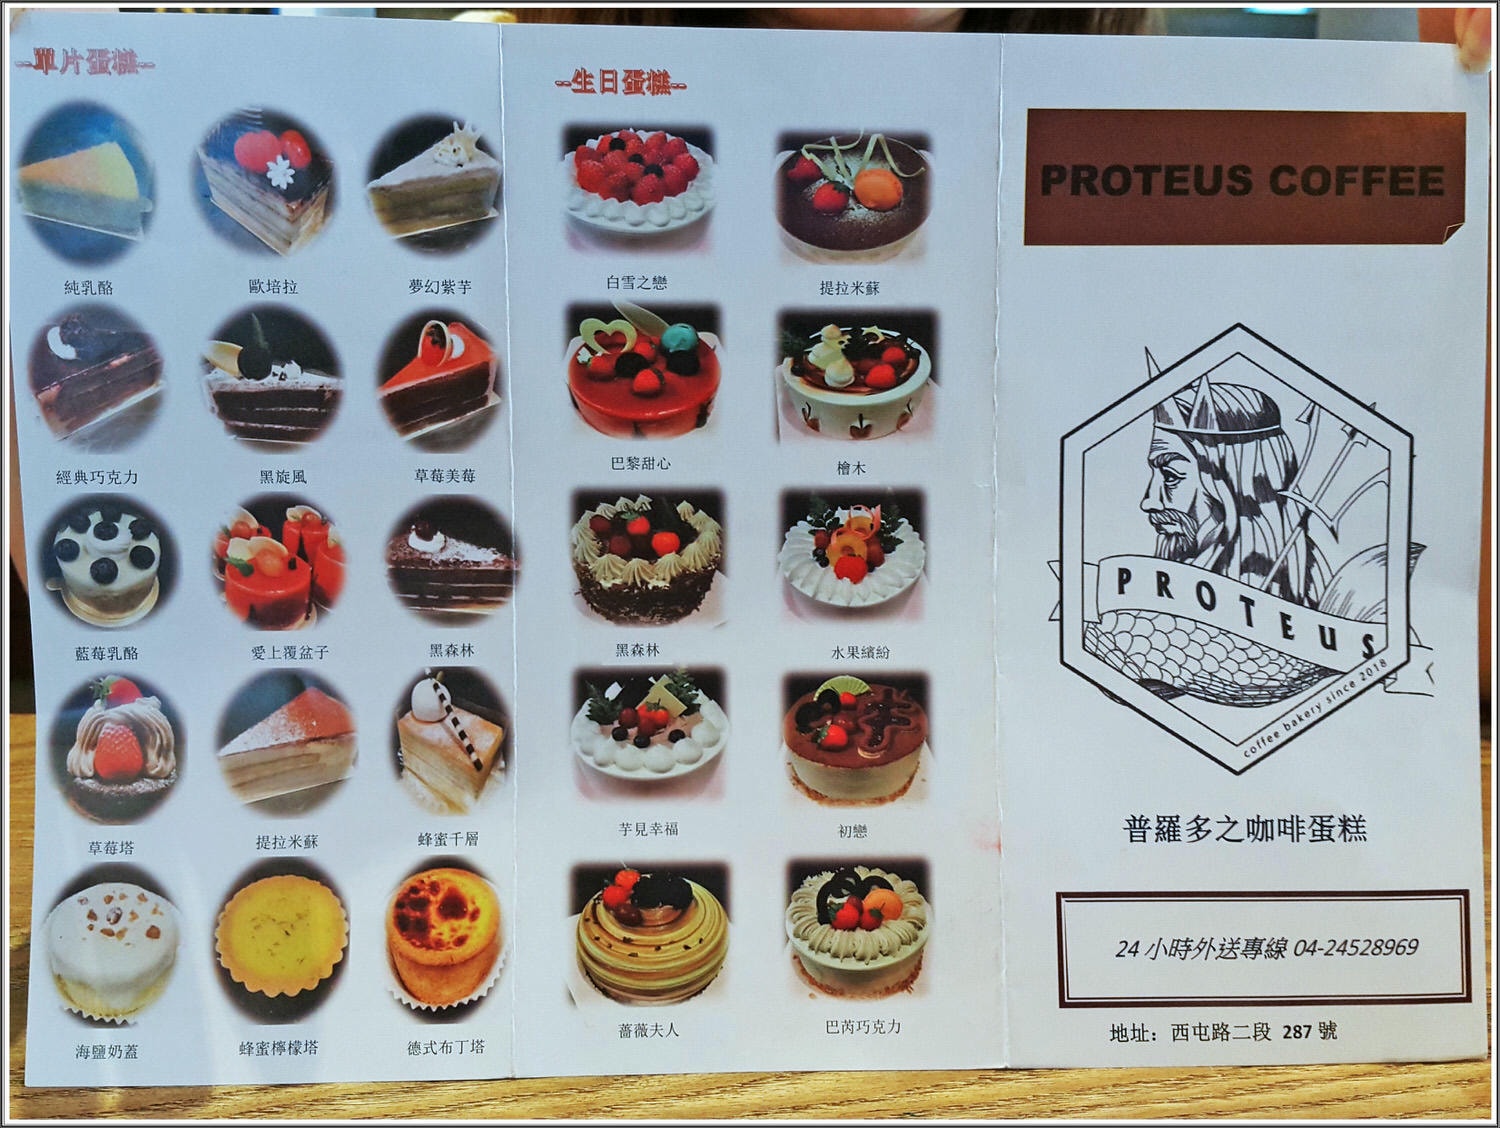 --單片蛋糕--
純乳酪
歐培拉
夢幻紫芋
經典巧克力
黑旋風
草莓美莓
藍莓乳酪
愛上覆盆子
黑森林
草莓塔
提拉米蘇
蜂蜜千層
海鹽奶蓋
蜂蜜檸檬塔
德式布丁塔
--生日蛋糕--
白雪之戀
提拉米蘇
巴黎甜心
檜木
黑森林
水果繽紛
芋見幸福
初戀
薔薇夫人
巴芮巧克力
PROTEUS COFFEE
PROTEUS
coffee bakery since 2018
普羅多之咖啡蛋糕
24 小時外送專線 04-24528969
地址：西屯路二段 287 號